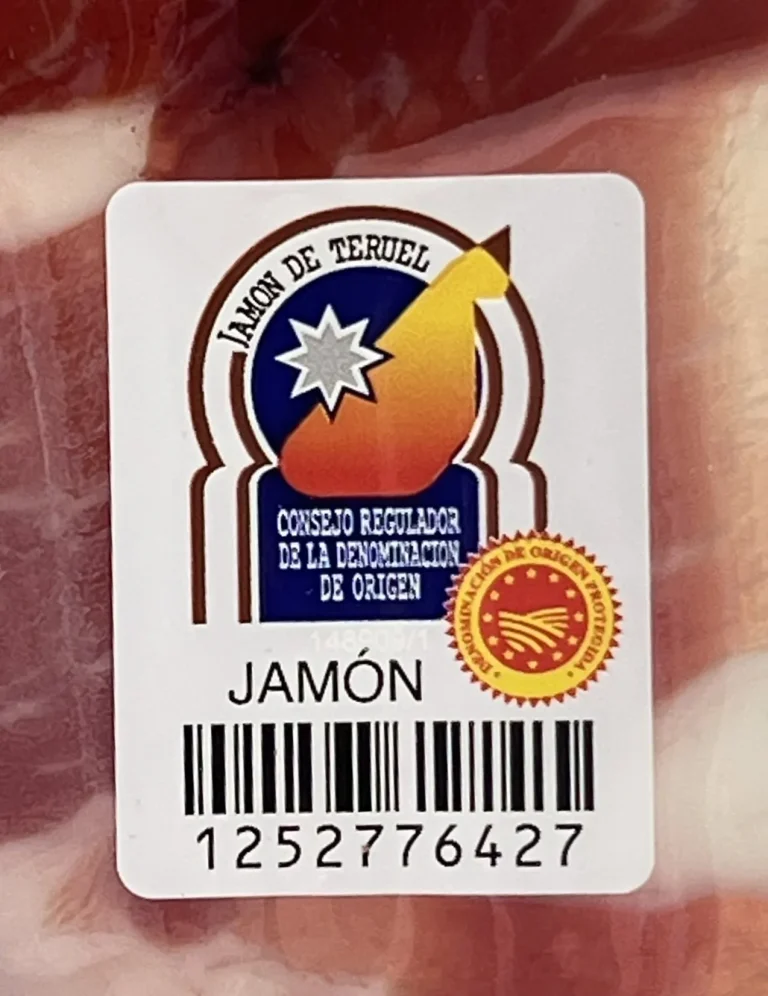 JAMON DE TERUEL
CONSEJO REGULADOR
DE LA DENOMINACION
DE ORIGEN
DENOMINACIÓN DE ORIGEN PROTEGIDA
JAMÓN
1252776427